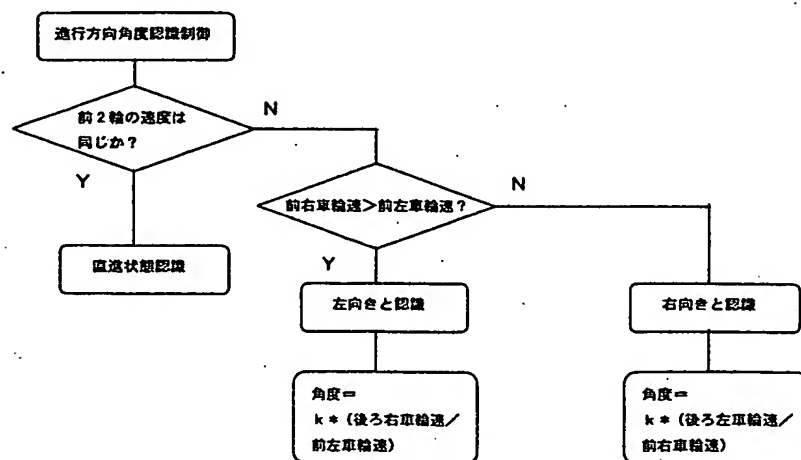 進行方向角度認識制御
前2輪の速度は
同じか?
N
Y
前右車輪速>前左車輪速?
N
Y
直進状態認識
左向きと認識
右向きと認識
角度=
k*(後ろ右車輪速/
前左車輪速)
角度=
k*(後ろ左車輪速/
前右車輪速)